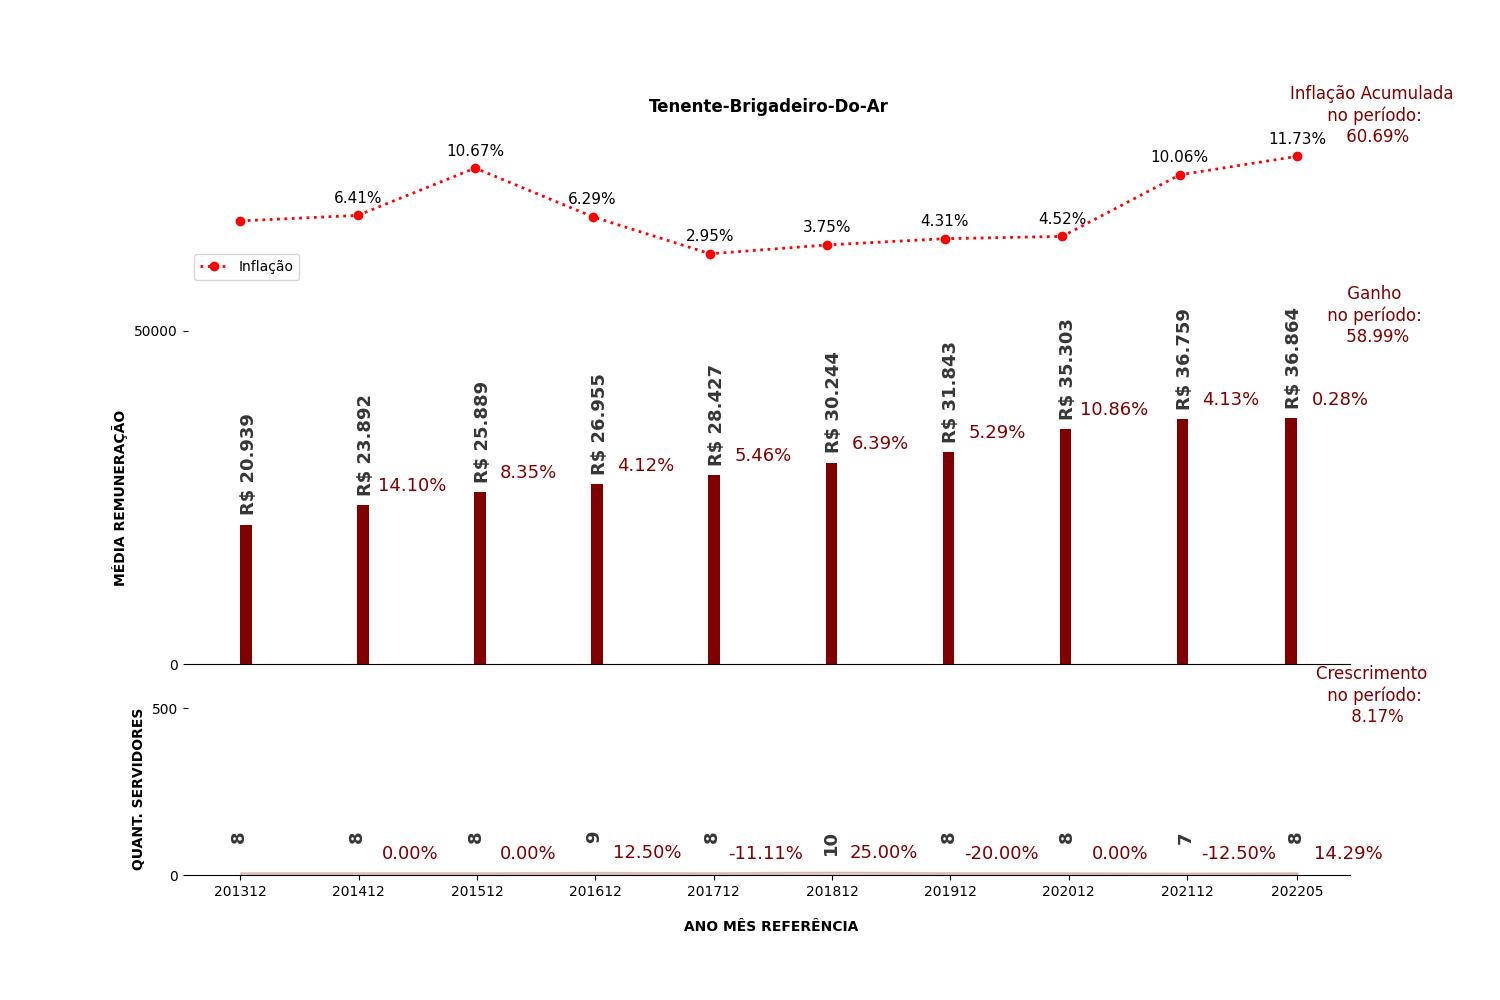 Tenente-Brigadeiro-Do-Ar
Inflação Acumulada
no período:
60.69%
6.41%
10.67%
6.29%
2.95%
3.75%
4.31%
4.52%
10.06%
11.73%
Inflação
Ganho
no período:
58.99%
MÉDIA REMUNERAÇÃO
50000
0
R$ 20.939
R$ 23.892
R$ 25.889
R$ 26.955
R$ 28.427
R$ 30.244
R$ 31.843
R$ 35.303
R$ 36.759
R$ 36.864
14.10%
8.35%
4.12%
5.46%
6.39%
5.29%
10.86%
4.13%
0.28%
Crescrimento
no período:
8.17%
QUANT. SERVIDORES
500
0
8
8
8
9
8
10
8
8
7
8
0.00%
0.00%
12.50%
-11.11%
25.00%
-20.00%
0.00%
-12.50%
14.29%
201312
201412
201512
201612
201712
201812
201912
202012
202112
202205
ANO MÊS REFERÊNCIA